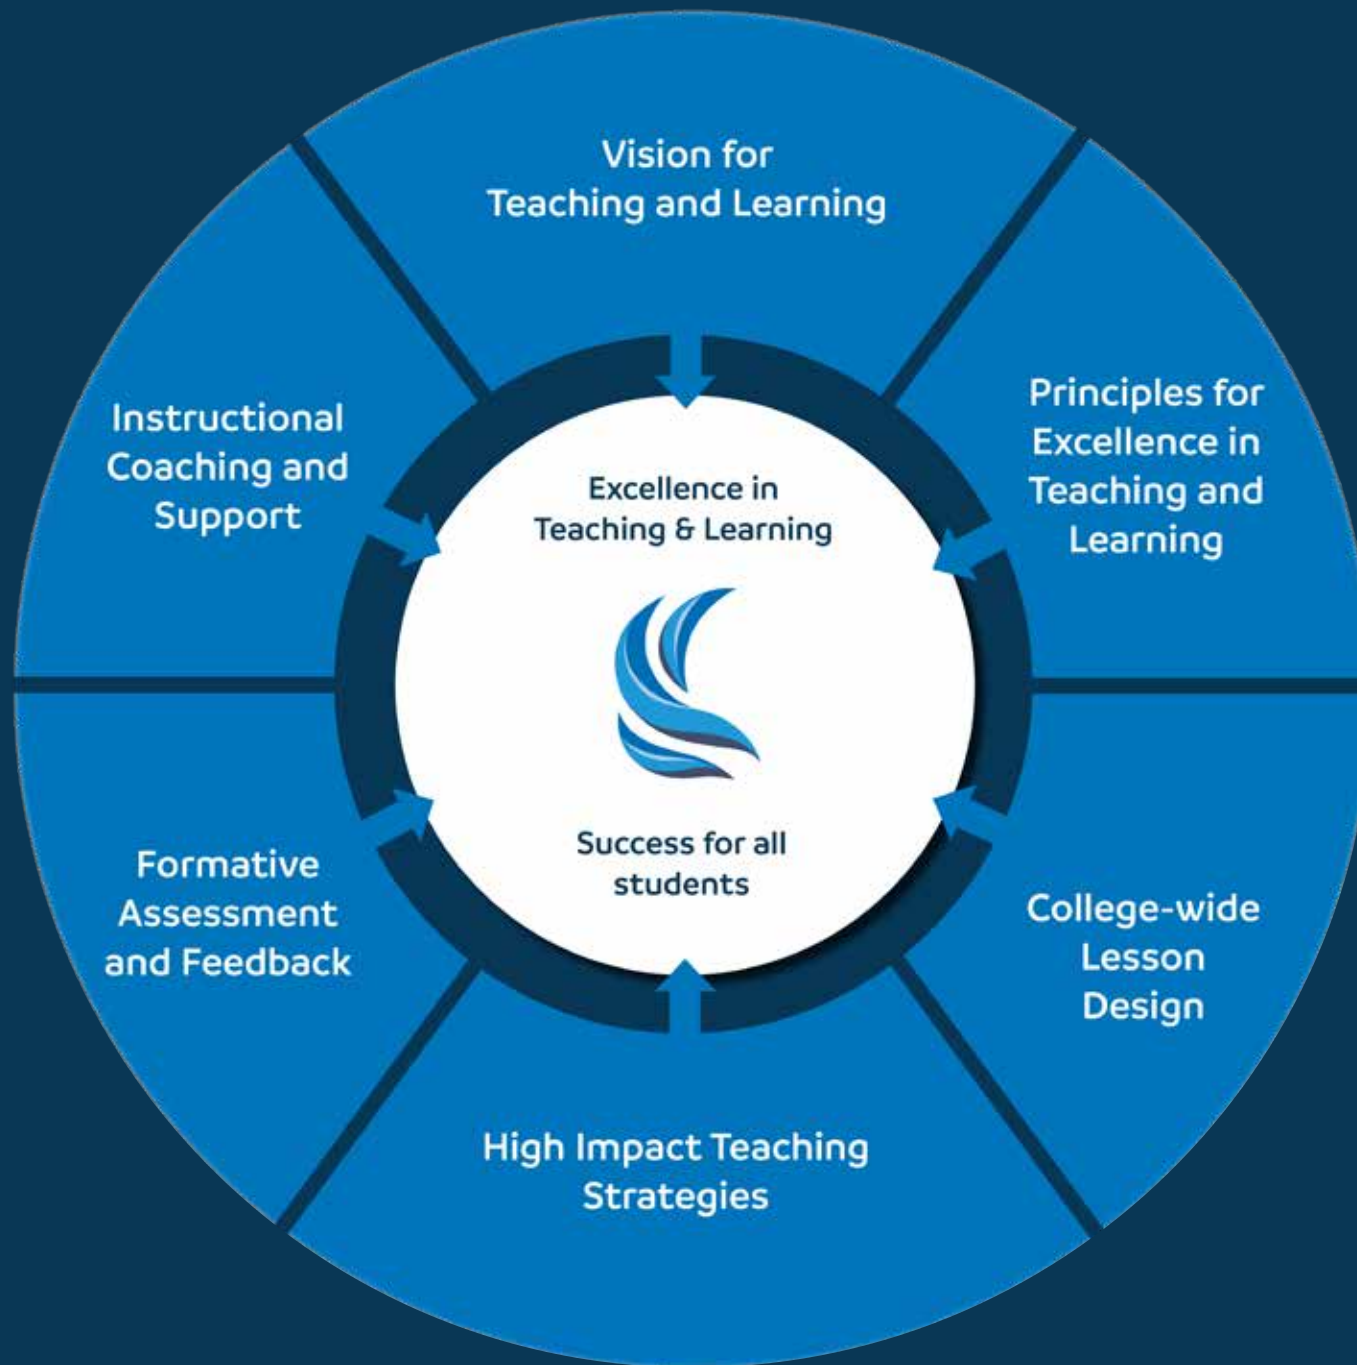 Vision for
Teaching and Learning
Principles for
Excellence in
Teaching and
Learning
College-wide
Lesson
Design
High Impact Teaching
Strategies
Formative
Assessment
and Feedback
Instructional
Coaching and
Support
Excellence in
Teaching & Learning
Success for all
students